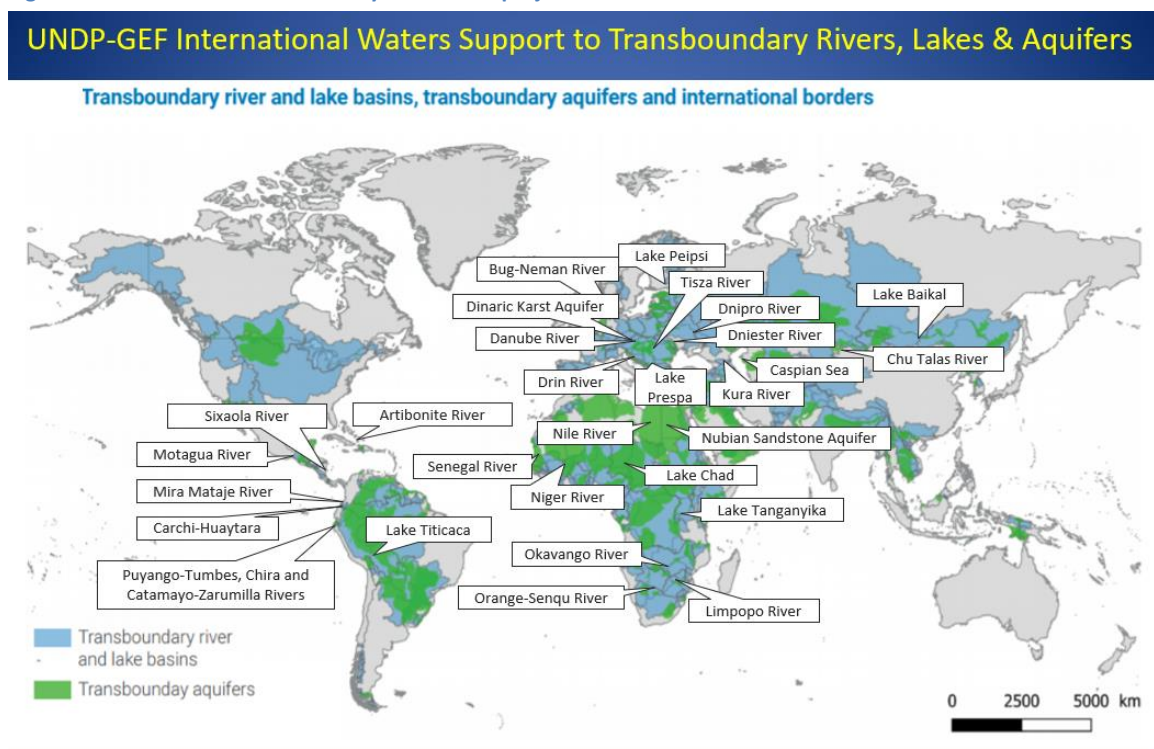 UNDP-GEF International Waters Support to Transboundary Rivers, Lakes & Aquifers
Transboundary river and lake basins, transboundary aquifers and international borders
Lake Peipsi
Bug-Neman River
Tisza River
Dinaric Karst Aquifer
Dnipro River
Lake Baikal
Danube River
Dniester River
Chu Talas River
Caspian Sea
Drin River
Lake
Prespa
Kura River
Sixaola River
Artibonite River
Nile River
Nubian Sandstone Aquifer
Motagua River
Senegal River
Lake Chad
Mira Mataje River
Niger River
Lake Tanganyika
Carchi-Huaytara
Lake Titicaca
Okavango River
Puyango-Tumbes, Chira and
Catamayo-Zarumilla Rivers
Orange-Senqu River
Limpopo River
Transboundary river
and lake basins
Transbounday aquifers
0 2500 5000 km